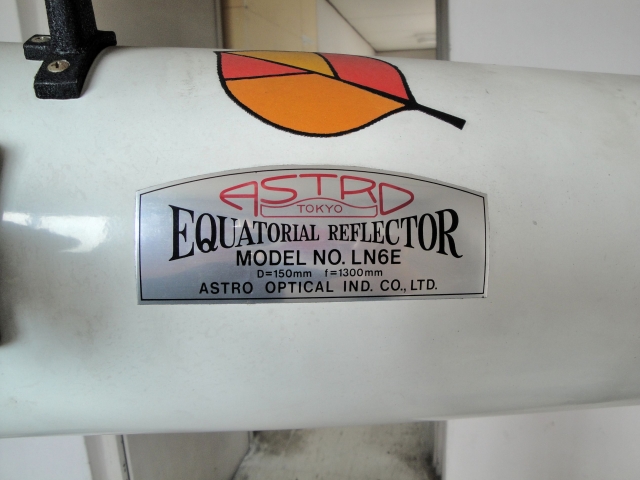 ASTRO
TOKYO
EQUATORIAL REFLECTOR
MODEL NO. LN6E
D=150mm f=1300mm
ASTRO OPTICAL IND. CO., LTD.